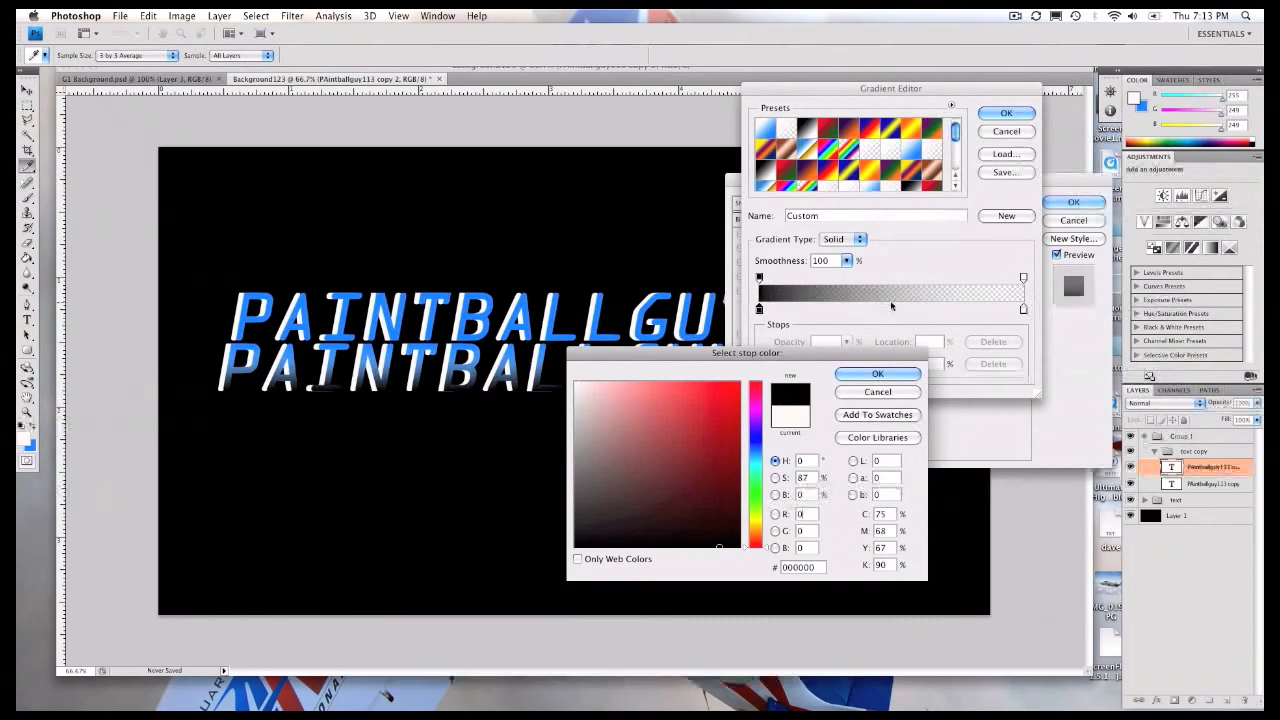 Photoshop File Edit Image Layer Select Filter Analysis 3D View Window Help Thu 7:13 PM
Ps ESSENTIALS
Sample Size: 3 by 3 Average Sample: All Layers
G1 Background.psd @ 100% (Layer 3, RGB/8) Background123 @ 66.7% (PAintballguy113 copy 2, RGB/8) *
Gradient Editor
Presets
OK
Cancel
Load...
Save...
Name: Custom New
Gradient Type: Solid
Smoothness: 100 %
Stops
Opacity: % Location: % Delete
% Delete
OK
Cancel
New Style...
Preview
PAINTBALLGU
PAINTBAL
Select stop color:
new
current
OK
Cancel
Add To Swatches
Color Libraries
H: 0 ° L: 0
S: 87 % a: 0
B: 0 % b: 0
R: 0 C: 75 %
G: 0 M: 68 %
B: 0 Y: 67 %
# 000000 K: 90 %
Only Web Colors
COLOR SWATCHES STYLES
R 255
G 249
B 249
ADJUSTMENTS
Add an adjustment
Levels Presets
Curves Presets
Exposure Presets
Hue/Saturation Presets
Black & White Presets
Channel Mixer Presets
Selective Color Presets
LAYERS CHANNELS PATHS
Normal Opacity: 100%
Lock: Fill: 100%
Group 1
text copy
T PAintballguy113 co...
T PAintballguy113 copy
text
Layer 1
66.67% Never Saved